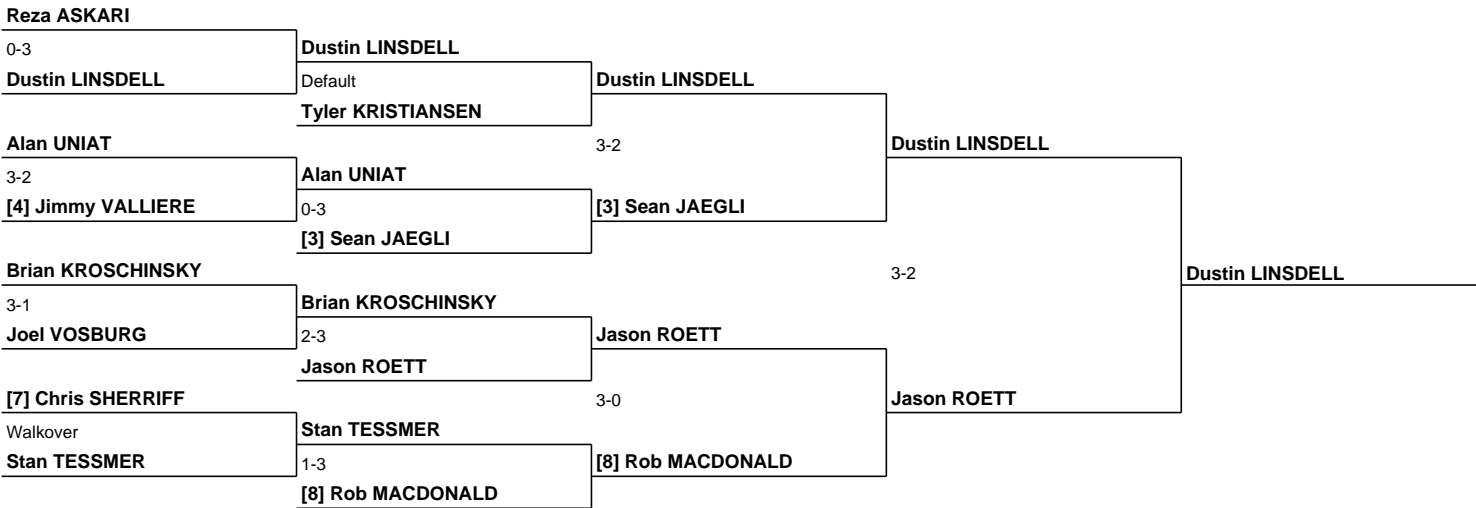 Reza ASKARI
0-3
Dustin LINSDELL
Dustin LINSDELL
Default
Dustin LINSDELL
Tyler KRISTIANSEN
Alan UNIAT
3-2
Dustin LINSDELL
3-2
Alan UNIAT
[4] Jimmy VALLIERE
0-3
[3] Sean JAEGLI
[3] Sean JAEGLI
Brian KROSCHINSKY
3-2
Dustin LINSDELL
3-1
Brian KROSCHINSKY
Joel VOSBURG
2-3
Jason ROETT
Jason ROETT
[7] Chris SHERRIFF
3-0
Jason ROETT
Walkover
Stan TESSMER
Stan TESSMER
1-3
[8] Rob MACDONALD
[8] Rob MACDONALD